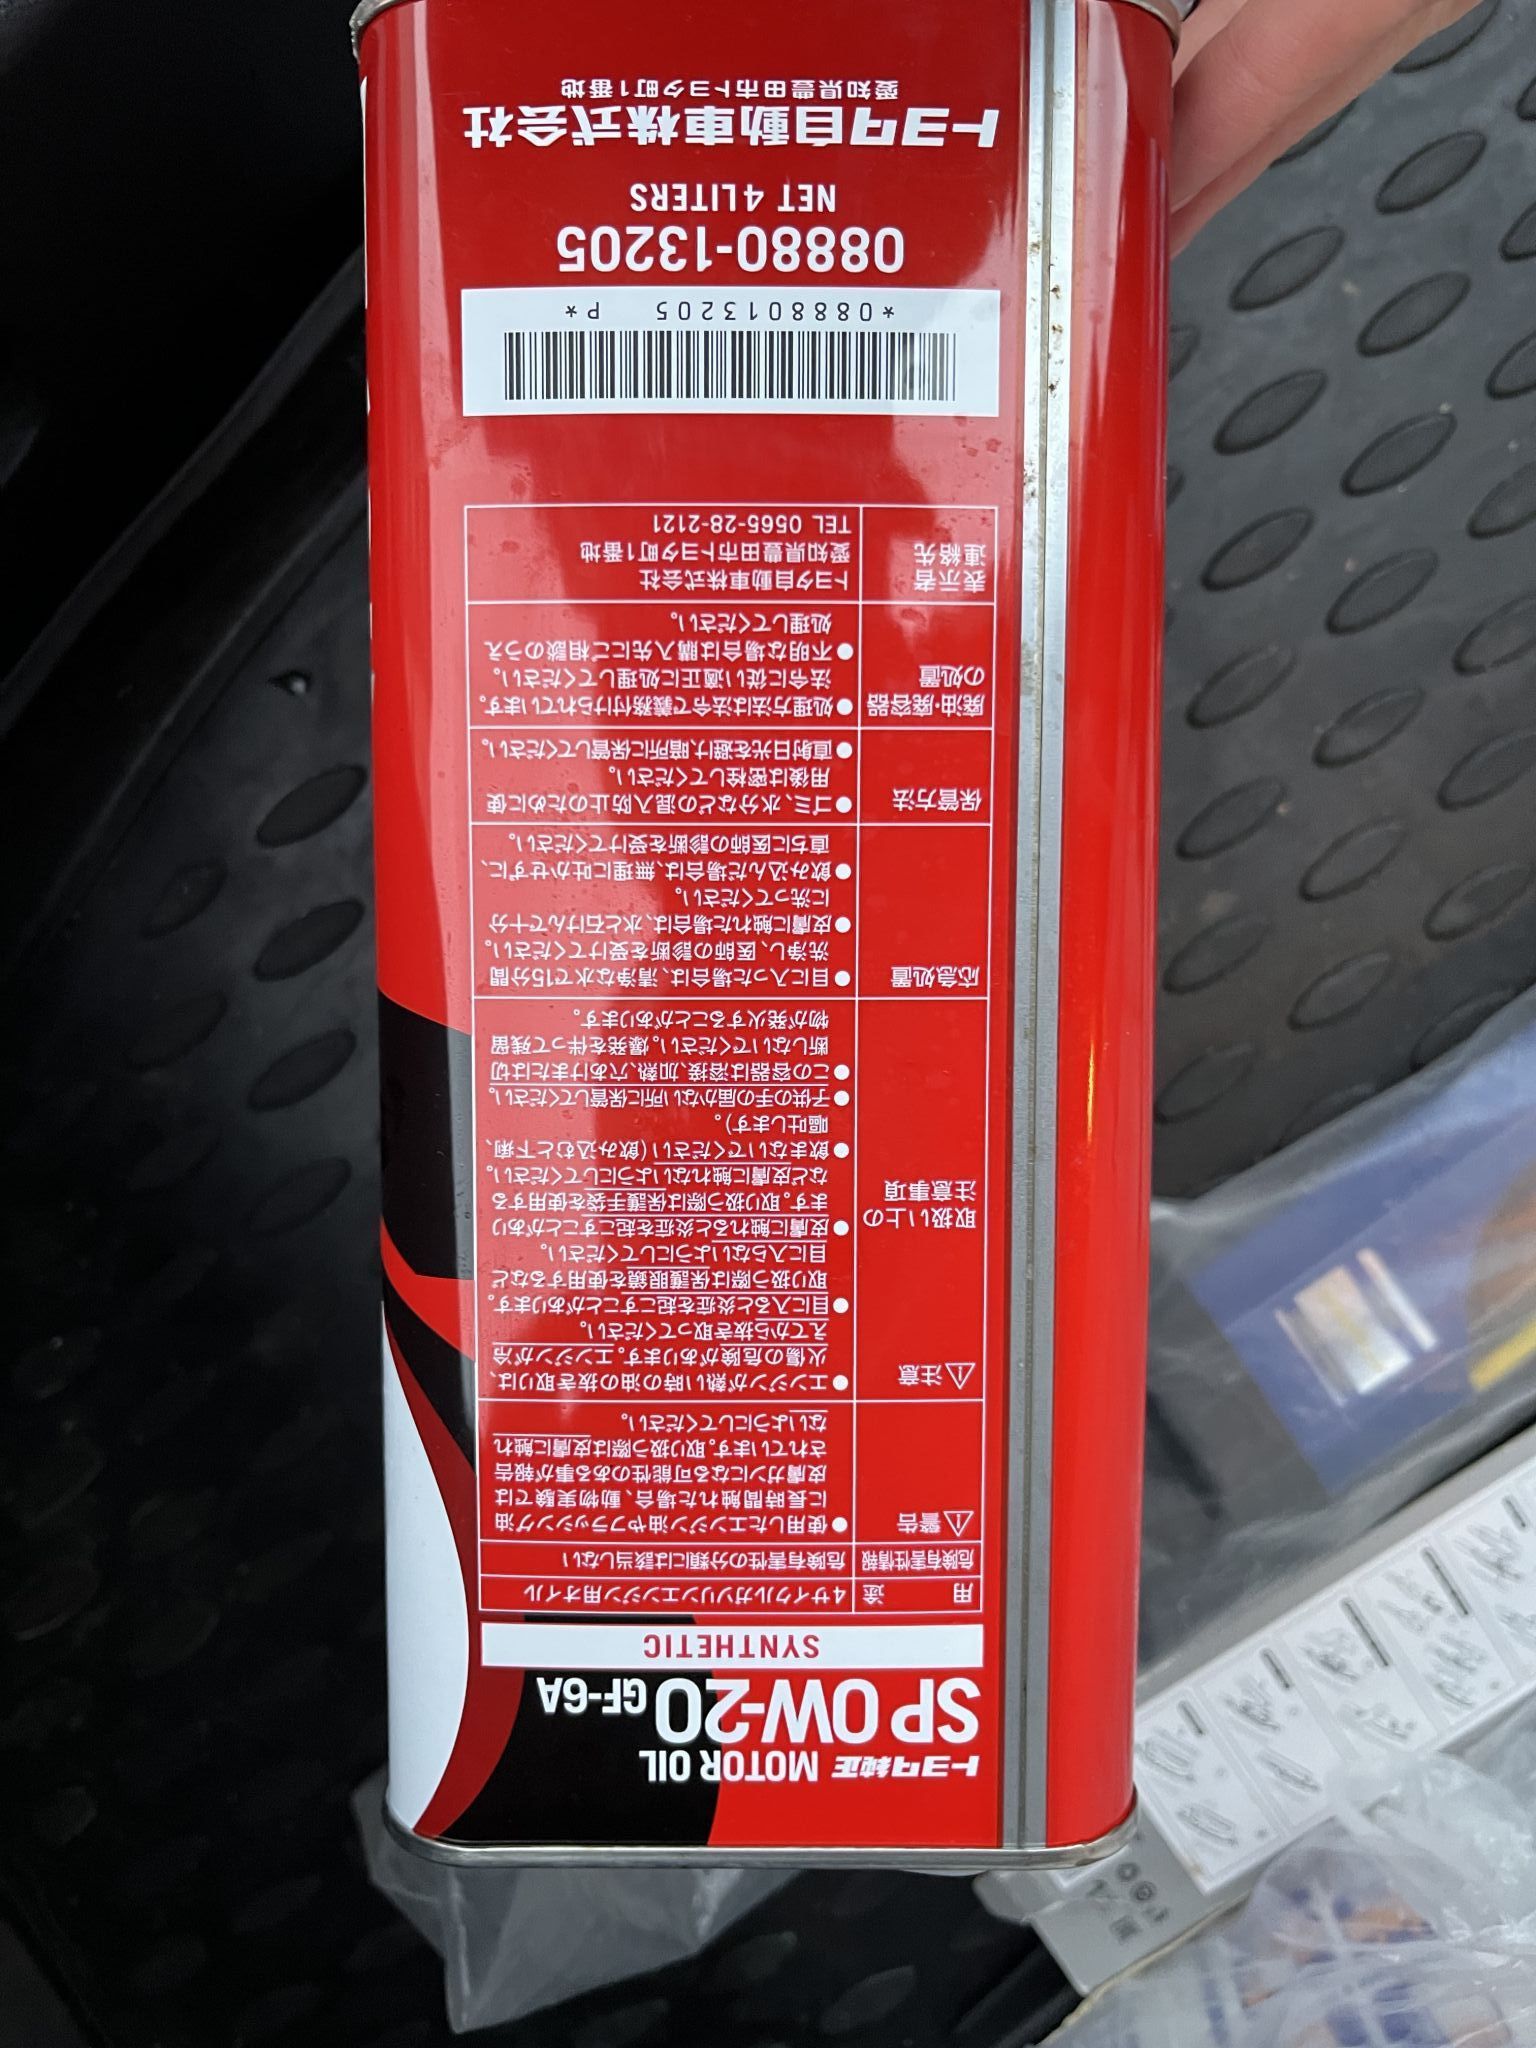 トヨタ純正 MOTOR OIL
SP 0W-20 GF-6A
SYNTHETIC
用 途
4サイクルガソリンエンジン用オイル
危険有害性情報
危険有害性の分類には該当しない
⚠警告
●使用したエンジン油やフラッシング油
に長時間触れた場合、動物実験では
皮膚ガンになる可能性のある事が報告
されています。取り扱う際は皮膚に触れ
ないようにしてください。
⚠注意
取扱い上の
注意事項
●エンジンが熱い時の油の抜き取りは、
火傷の危険があります。エンジンが冷
えてから抜き取ってください。
●目に入ると炎症を起こすことがあります。
取り扱う際は保護眼鏡を使用するなど
目に入らないようにしてください。
●皮膚に触れると炎症を起こすことがあり
ます。取り扱う際は保護手袋を使用する
など皮膚に触れないようにしてください。
●飲まないでください(飲み込むと下痢、
嘔吐します)。
●子供の手の届かない所に保管してください。
●この容器は溶接、加熱、穴あけまたは切
断しないでください。爆発を伴って残留
物が発火することがあります。
応急処置
●目に入った場合は、清浄な水で15分間
洗浄し、医師の診断を受けてください。
●皮膚に触れた場合は、水と石けんで十分
に洗ってください。
●飲み込んだ場合は、無理に吐かせずに、
直ちに医師の診断を受けてください。
保管方法
●ゴミ、水分などの混入防止のために使
用後は密栓してください。
●直射日光を避け、暗所に保管してください。
廃油・廃容器
の処置
●処理方法は法令で義務付けられています。
法令に従い適正に処理してください。
●不明な場合は購入先にご相談のうえ
処理してください。
表示者
連絡先
トヨタ自動車株式会社
愛知県豊田市トヨタ町1番地
TEL 0565-28-2121
*0888013205 P*
08880-13205
NET 4 LITERS
トヨタ自動車株式会社
愛知県豊田市トヨタ町1番地